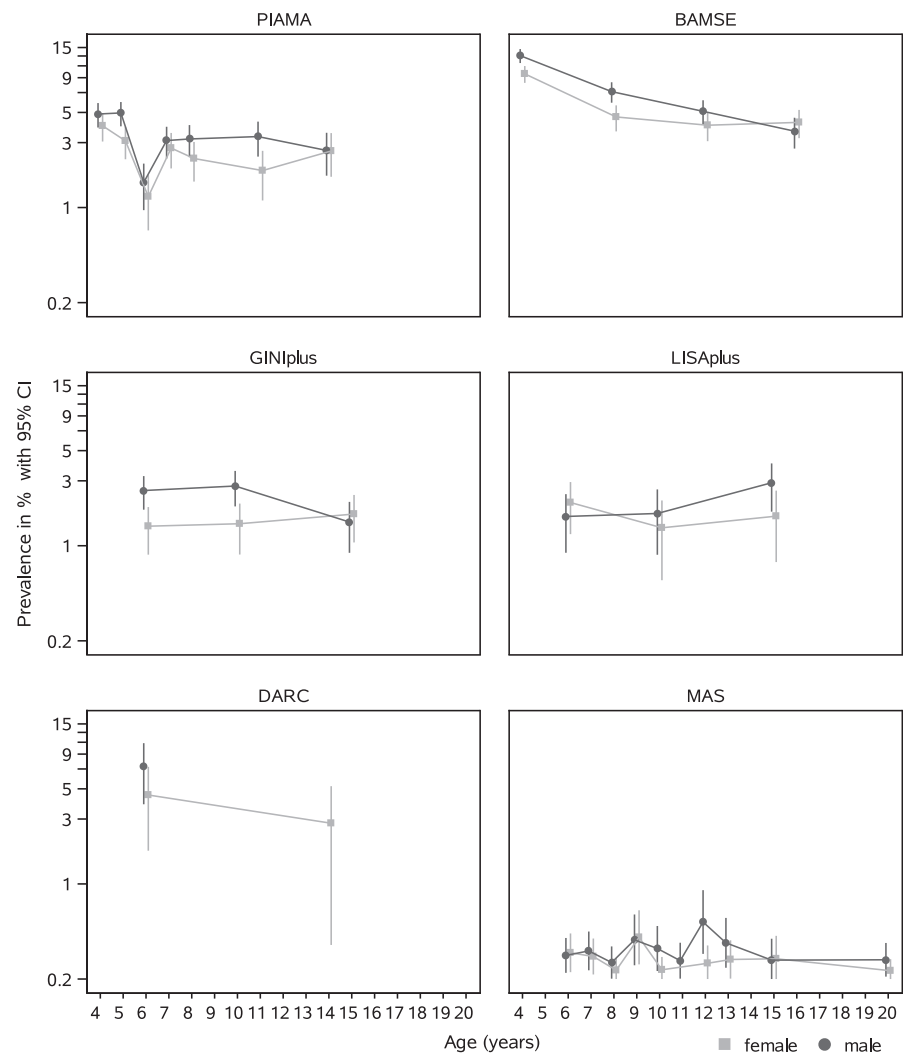 PIAMA
BAMSE
15
9
5
3
1
0.2
GINIplus
LISAplus
15
9
5
3
1
0.2
Prevalence in % with 95% CI
DARC
MAS
15
9
5
3
1
0.2
4 5 6 7 8 9 10 11 12 13 14 15 16 17 18 19 20
4 5 6 7 8 9 10 11 12 13 14 15 16 17 18 19 20
Age (years)
female male